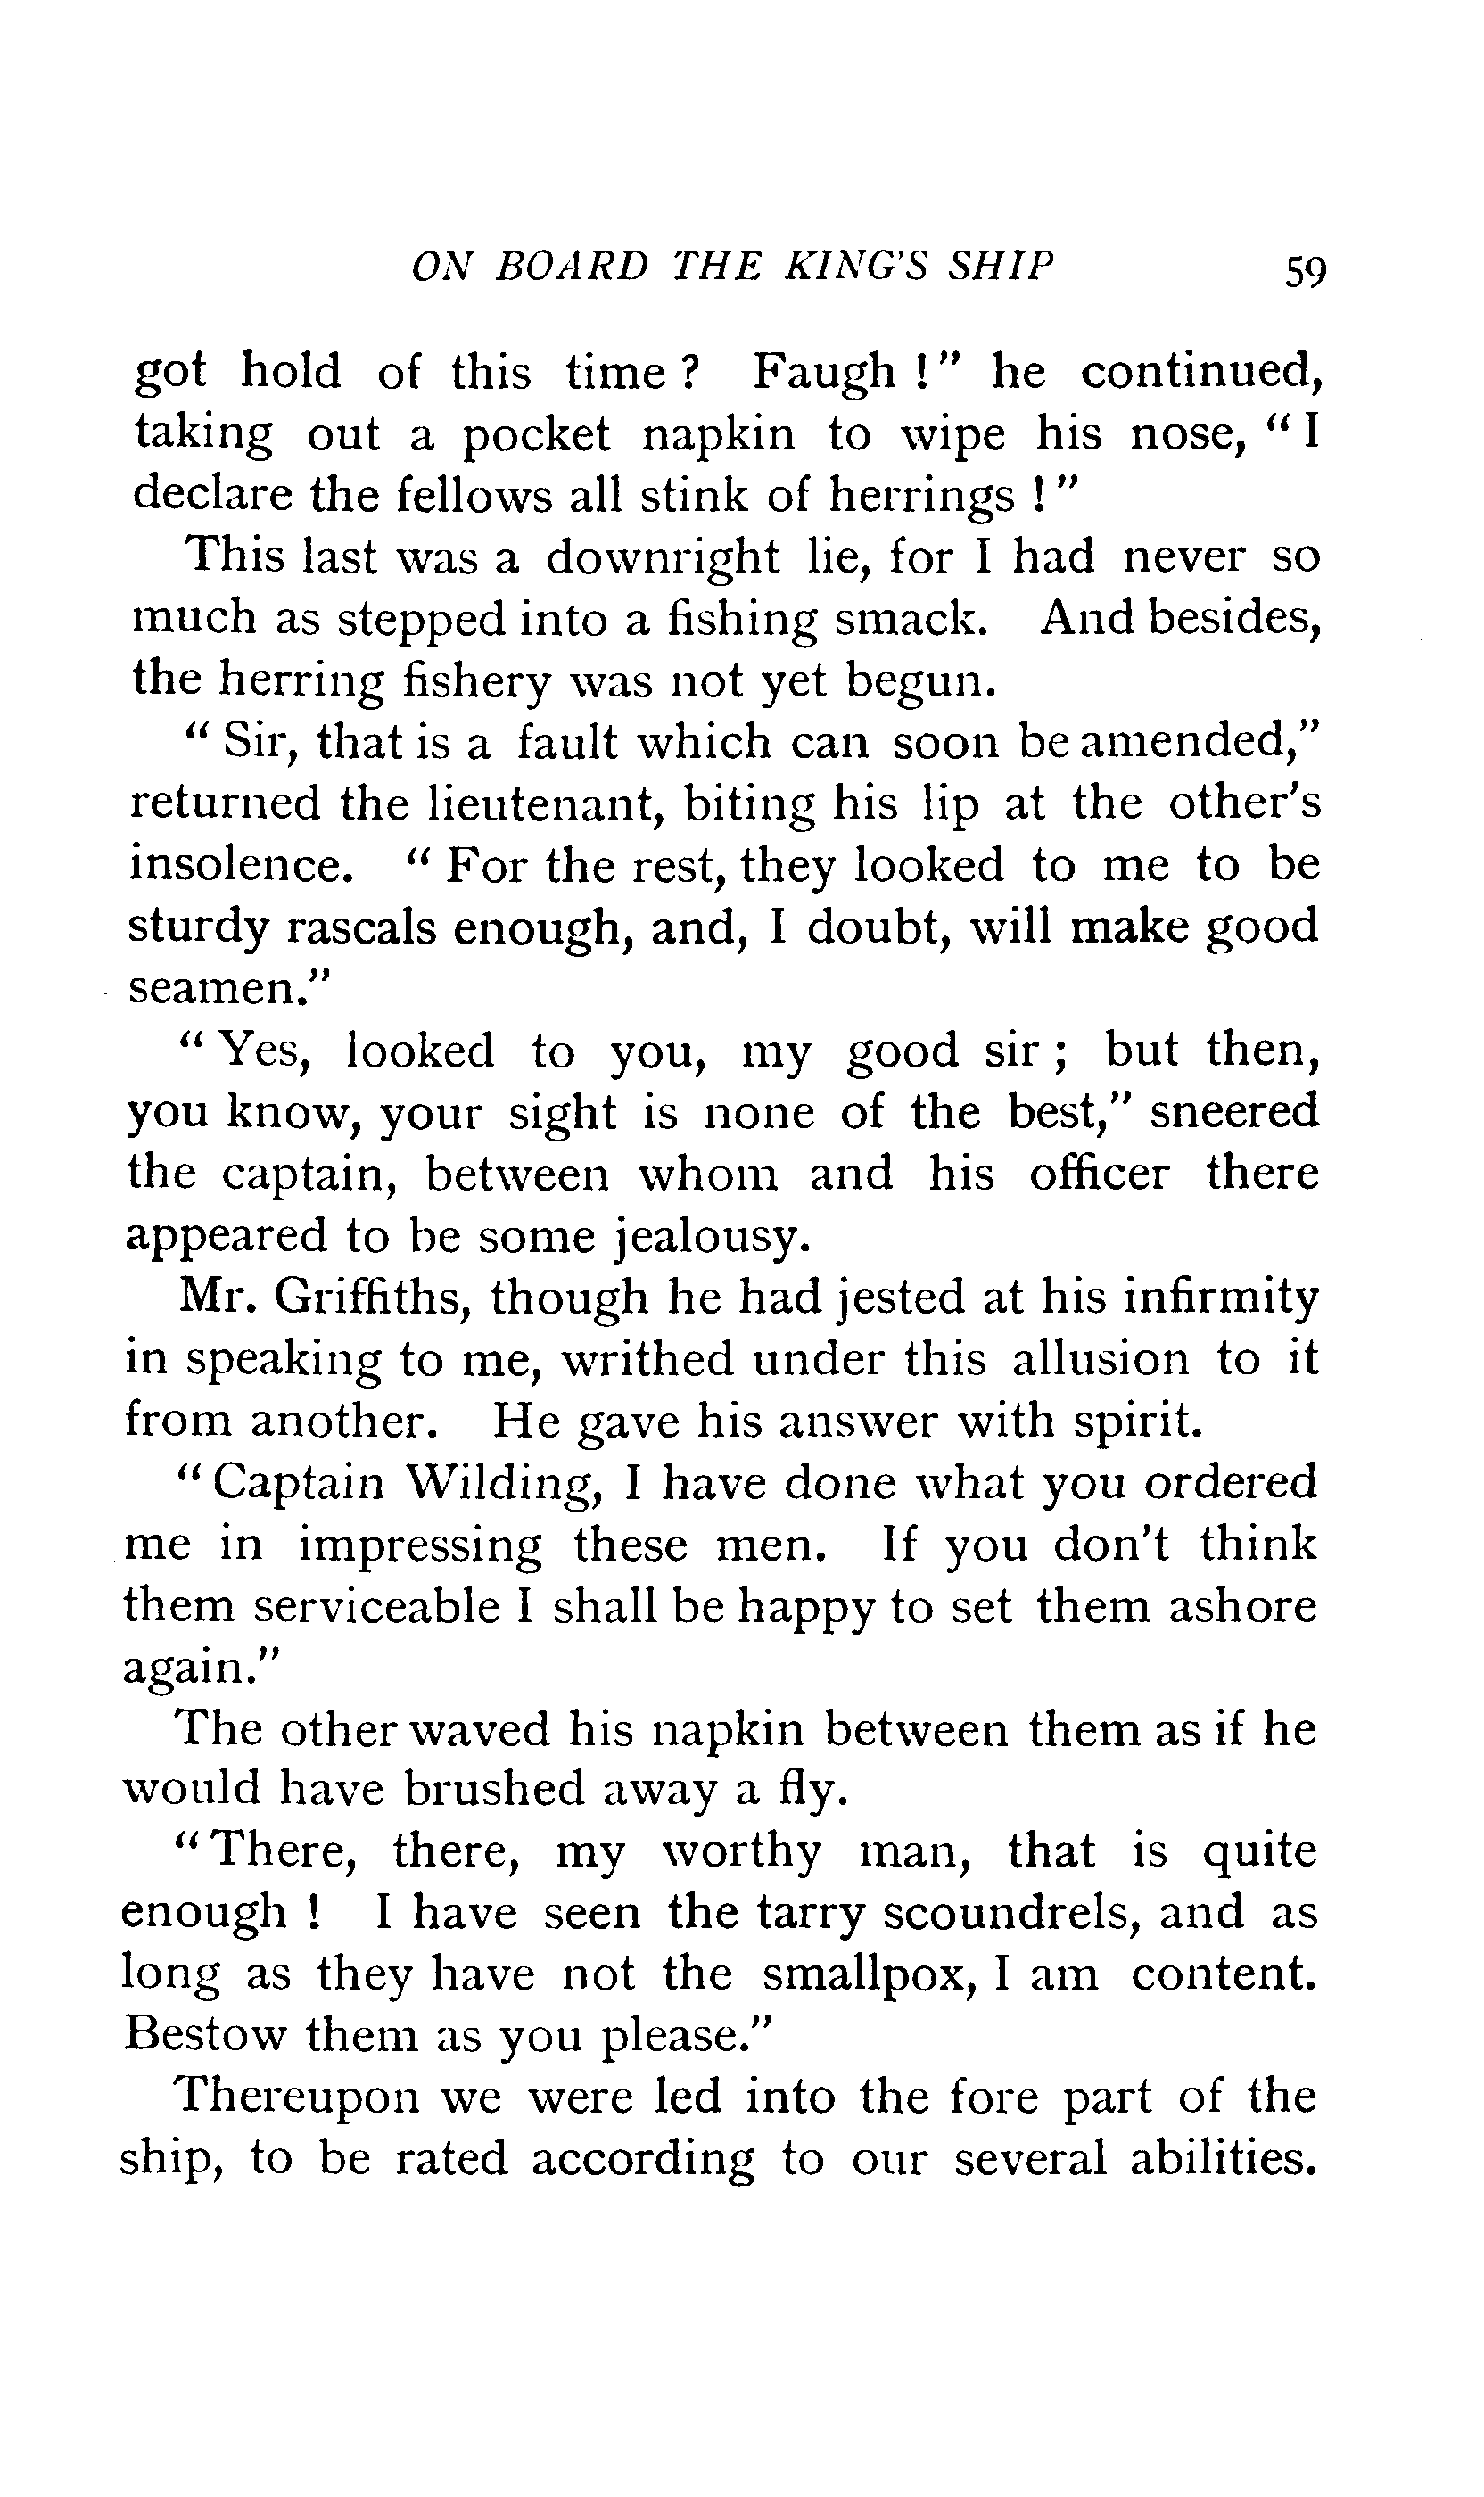 ON BOARD THE KING'S SHIP 59
got hold of this time ? Faugh ! " he continued,
taking out a pocket napkin to wipe his nose, " I
declare the fellows all stink of herrings ! "
This last was a downright lie, for I had never so
much as stepped into a fishing smack. And besides,
the herring fishery was not yet begun.
" Sir, that is a fault which can soon be amended,"
returned the lieutenant, biting his lip at the other's
insolence. " For the rest, they looked to me to be
sturdy rascals enough, and, I doubt, will make good
seamen."
" Yes, looked to you, my good sir ; but then,
you know, your sight is none of the best," sneered
the captain, between whom and his officer there
appeared to be some jealousy.
Mr. Griffiths, though he had jested at his infirmity
in speaking to me, writhed under this allusion to it
from another. He gave his answer with spirit.
" Captain Wilding, I have done what you ordered
me in impressing these men. If you don't think
them serviceable I shall be happy to set them ashore
again."
The other waved his napkin between them as if he
would have brushed away a fly.
" There, there, my worthy man, that is quite
enough ! I have seen the tarry scoundrels, and as
long as they have not the smallpox, I am content.
Bestow them as you please."
Thereupon we were led into the fore part of the
ship, to be rated according to our several abilities.